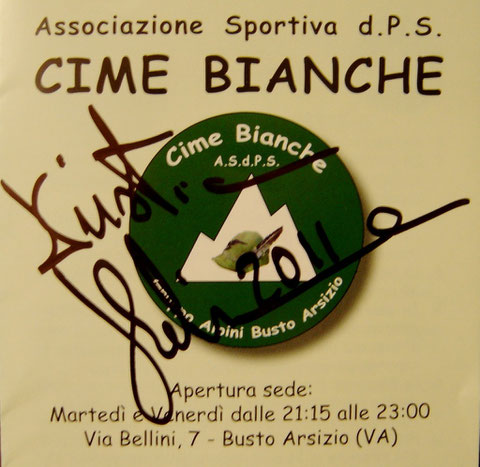 Associazione Sportiva d.P.S.
CIME BIANCHE
Cime Bianche
A.S.d.P.S.
2011
Alpini Busto Arsizio
Apertura sede:
Martedì e Venerdì dalle 21:15 alle 23:00
Via Bellini, 7 - Busto Arsizio (VA)